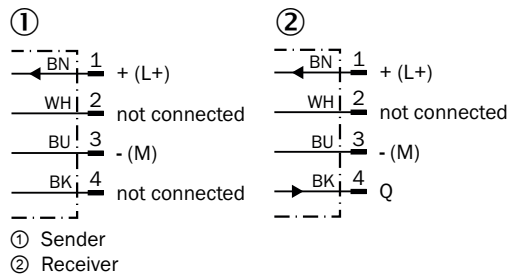 ① ②
BN 1 + (L+) BN 1 + (L+)
WH 2 not connected WH 2 not connected
BU 3 - (M) BU 3 - (M)
BK 4 not connected BK 4 Q
① Sender
② Receiver